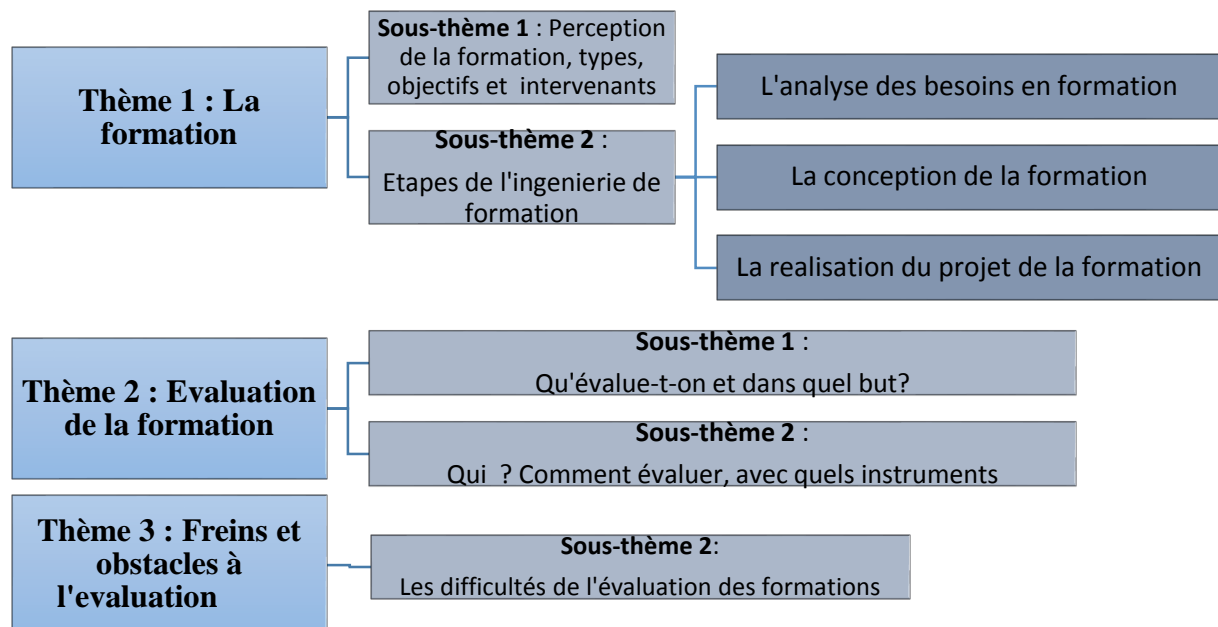 Thème 1 : La
formation
Sous-thème 1 : Perception
de la formation, types,
objectifs et intervenants
Sous-thème 2 :
Etapes de l'ingenierie de
formation
L'analyse des besoins en formation
La conception de la formation
La realisation du projet de la formation
Thème 2 : Evaluation
de la formation
Sous-thème 1 :
Qu'évalue-t-on et dans quel but?
Sous-thème 2 :
Qui ? Comment évaluer, avec quels instruments
Thème 3 : Freins et
obstacles à
l'evaluation
Sous-thème 2:
Les difficultés de l'évaluation des formations